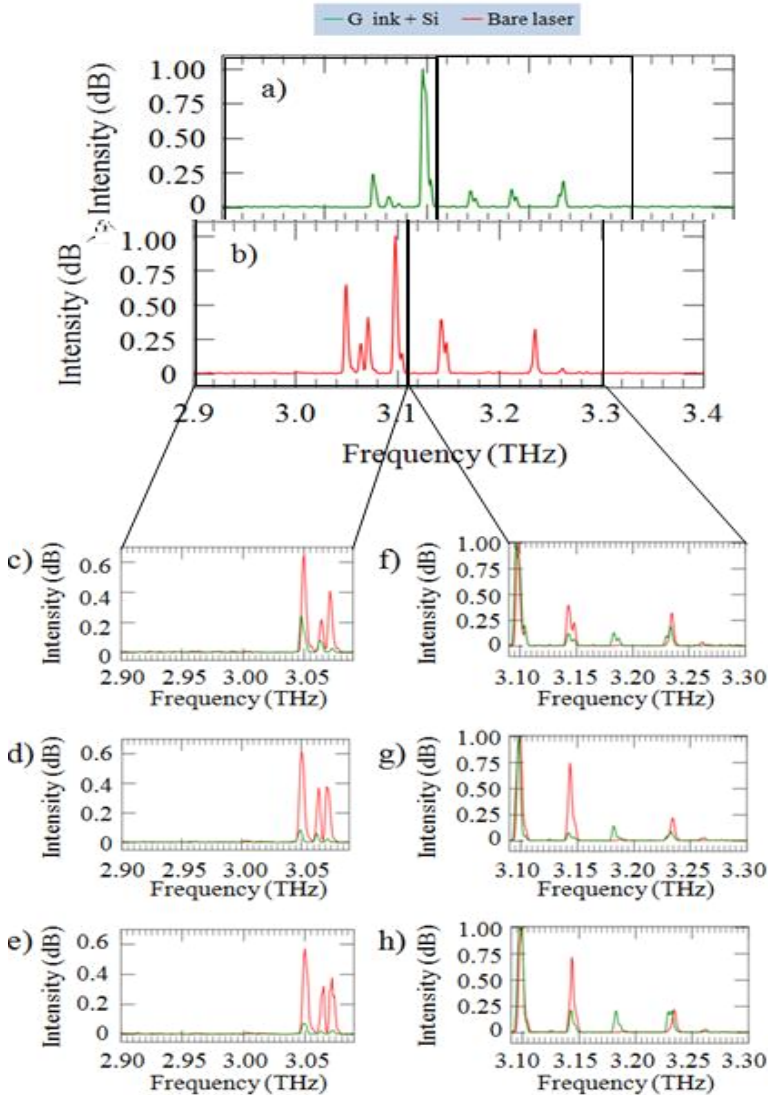 G ink + Si Bare laser
a)
Intensity (dB)
1.00
0.75
0.50
0.25
0
b)
Intensity (dB
1.00
0.75
0.50
0.25
0
2.9 3.0 3.1 3.2 3.3 3.4
Frequency (THz)
c)
Intensity (dB)
0.6
0.4
0.2
0
2.90 2.95 3.00 3.05
Frequency (THz)
f)
Intensity (dB)
1.00
0.75
0.50
0.25
0
3.10 3.15 3.20 3.25 3.30
Frequency (THz)
d)
Intensity (dB)
0.6
0.4
0.2
0
2.90 2.95 3.00 3.05
Frequency (THz)
g)
Intensity (dB)
1.00
0.75
0.50
0.25
0
3.10 3.15 3.20 3.25 3.30
Frequency (THz)
e)
Intensity (dB)
0.6
0.4
0.2
0
2.90 2.95 3.00 3.05
Frequency (THz)
h)
Intensity (dB)
1.00
0.75
0.50
0.25
0
3.10 3.15 3.20 3.25 3.30
Frequency (THz)